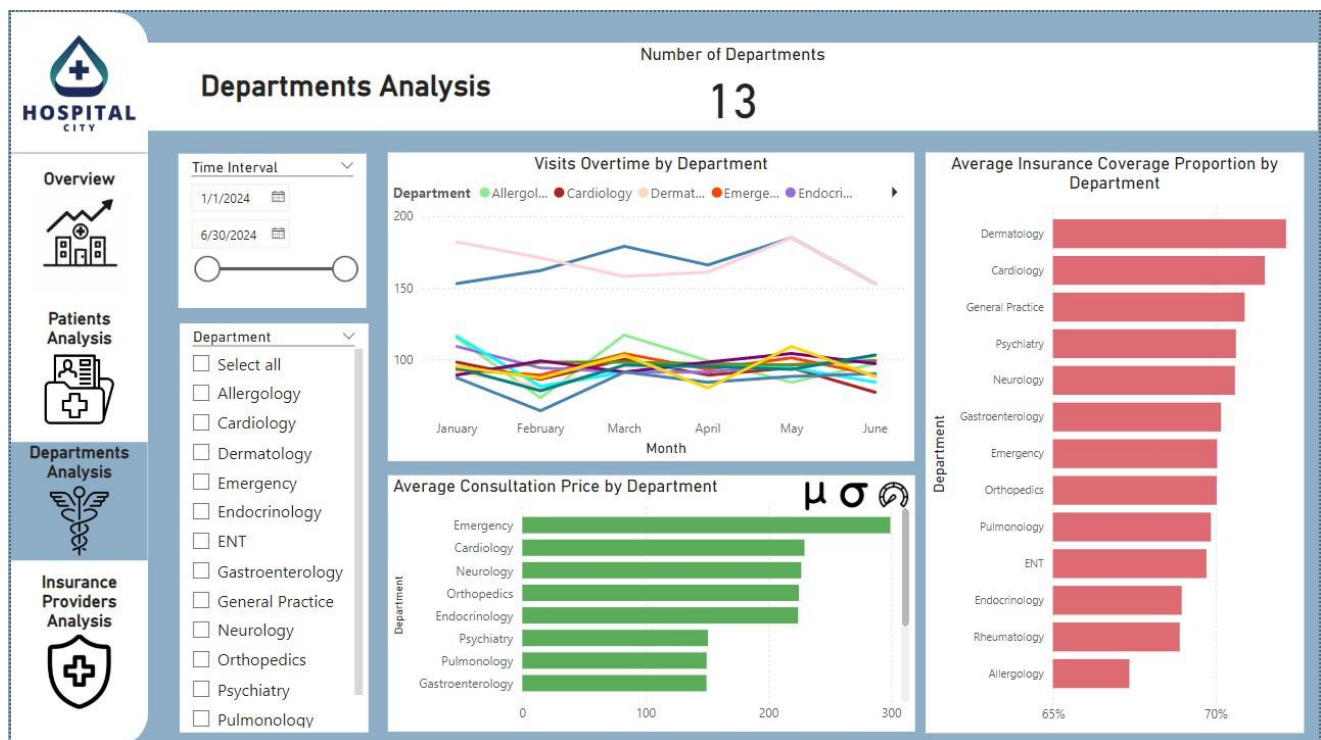 HOSPITAL
CITY
Overview
Patients
Analysis
Departments
Analysis
Insurance
Providers
Analysis
Departments Analysis
Number of Departments
13
Time Interval
1/1/2024
6/30/2024
Department
Select all
Allergology
Cardiology
Dermatology
Emergency
Endocrinology
ENT
Gastroenterology
General Practice
Neurology
Orthopedics
Psychiatry
Pulmonology
Visits Overtime by Department
Department Allergol... Cardiology Dermat... Emerge... Endocri...
200
150
100
January February March April May June
Month
Average Consultation Price by Department
μ σ
Department
Emergency
Cardiology
Neurology
Orthopedics
Endocrinology
Psychiatry
Pulmonology
Gastroenterology
0 100 200 300
Average Insurance Coverage Proportion by
Department
Department
Dermatology
Cardiology
General Practice
Psychiatry
Neurology
Gastroenterology
Emergency
Orthopedics
Pulmonology
ENT
Endocrinology
Rheumatology
Allergology
65% 70%